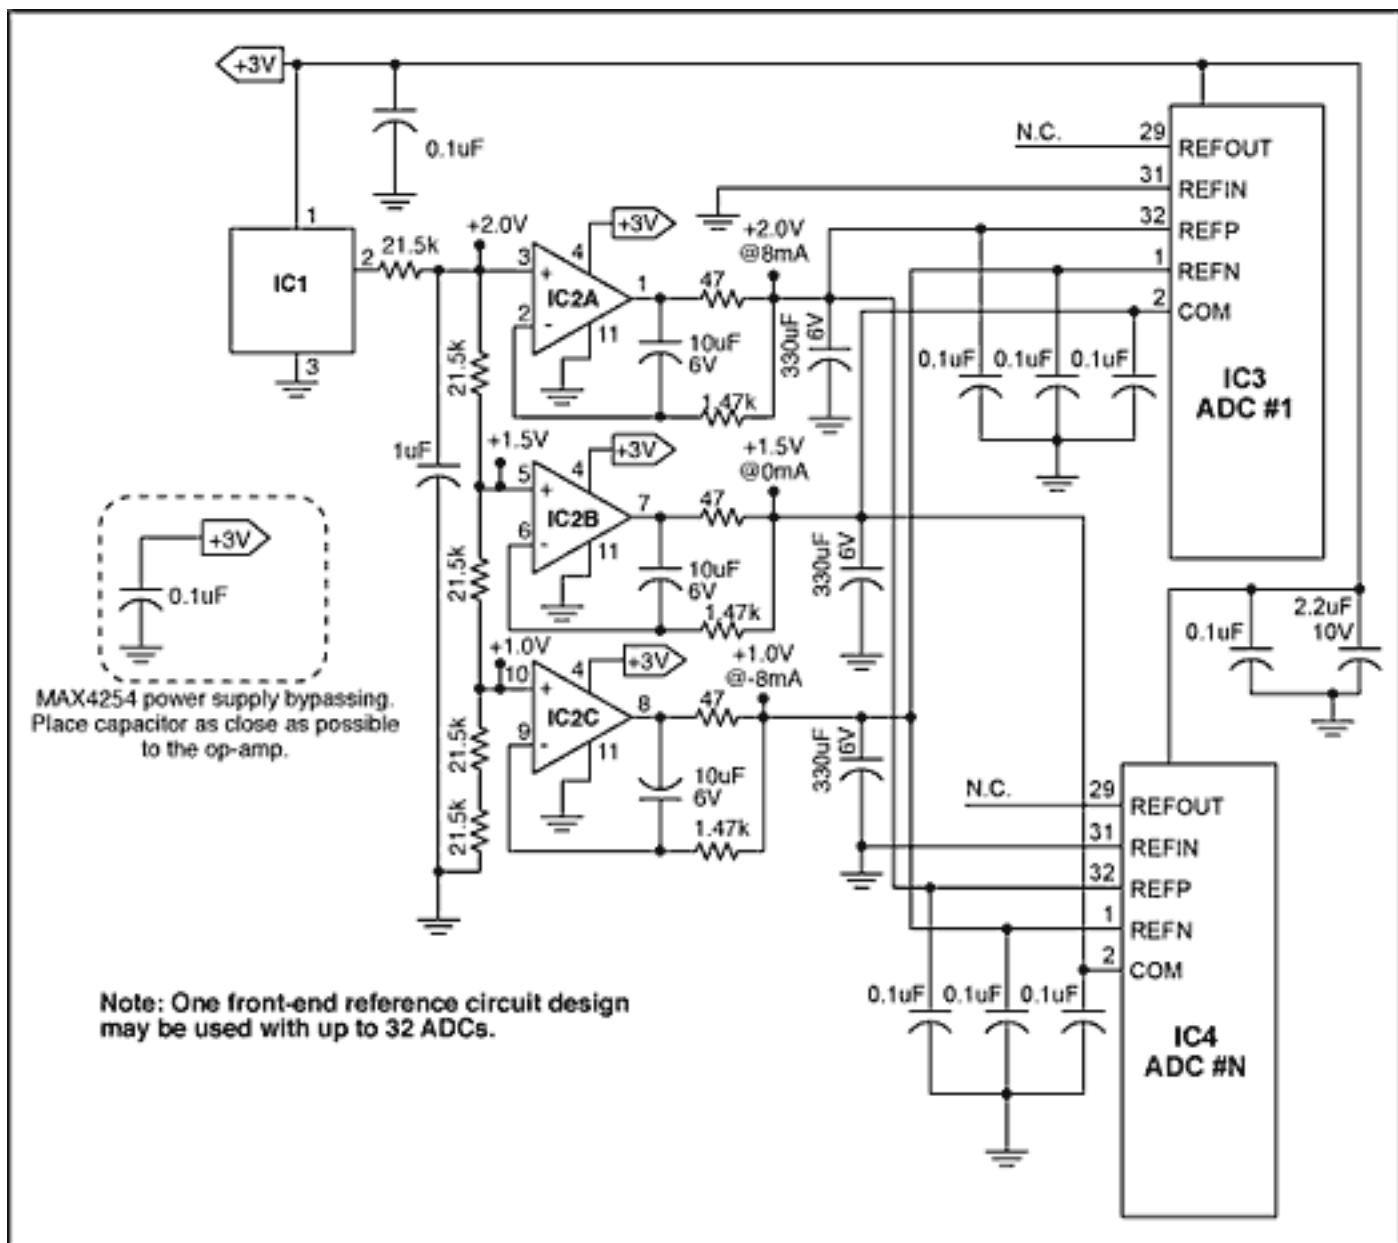 +3V
0.1uF
1
IC1
2
3
21.5k
+2.0V
3
+
4
+3V
IC2A
1
2
-
11
47
+2.0V
@8mA
10uF
6V
1.47k
330uF
6V
21.5k
1uF
+1.5V
5
+
4
+3V
IC2B
7
6
-
11
47
+1.5V
@0mA
10uF
6V
1.47k
330uF
6V
21.5k
+1.0V
10
+
4
+3V
IC2C
8
9
-
11
47
+1.0V
@-8mA
10uF
6V
1.47k
330uF
6V
21.5k
21.5k
+3V
0.1uF
MAX4254 power supply bypassing.
Place capacitor as close as possible
to the op-amp.
N.C.
29
REFOUT
31
REFIN
32
REFP
1
REFN
2
COM
0.1uF
0.1uF
0.1uF
IC3
ADC #1
0.1uF
2.2uF
10V
N.C.
29
REFOUT
31
REFIN
32
REFP
1
REFN
2
COM
0.1uF
0.1uF
0.1uF
IC4
ADC #N
Note: One front-end reference circuit design
may be used with up to 32 ADCs.